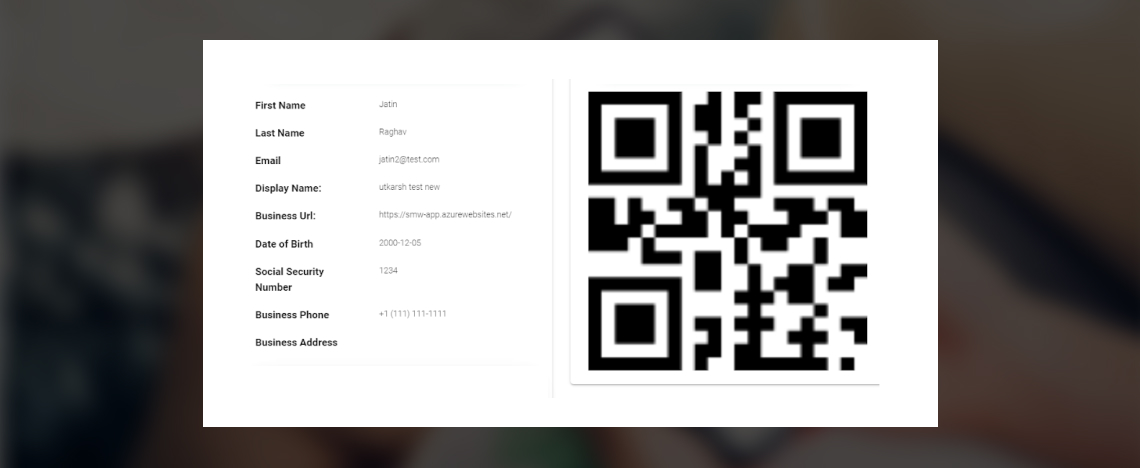 First Name Jatin
Last Name Raghav
Email jatin2@test.com
Display Name: utkarsh test new
Business Url: https://smw-app.azurewebsites.net/
Date of Birth 2000-12-05
Social Security 1234
Number
Business Phone +1 (111) 111-1111
Business Address